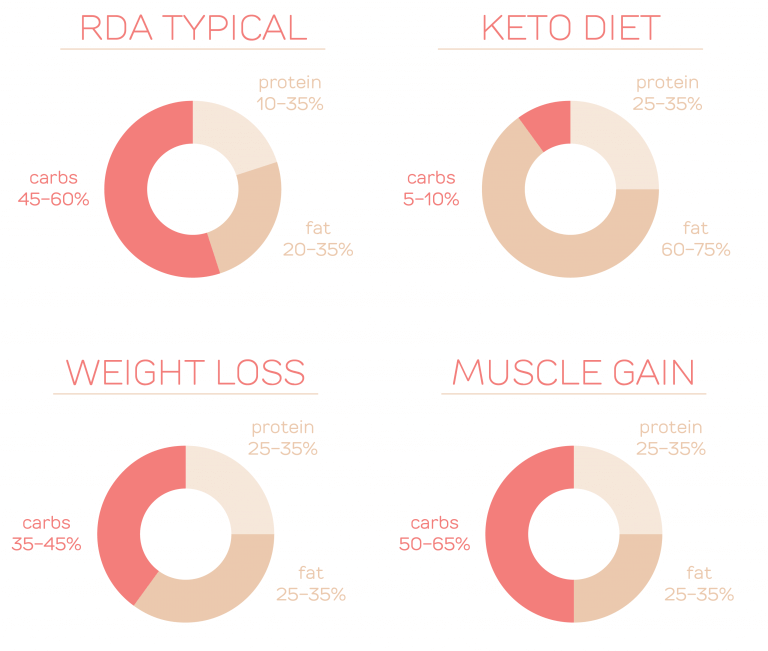 RDA TYPICAL
protein
10–35%
carbs
45–60%
fat
20–35%
KETO DIET
protein
25–35%
carbs
5–10%
fat
60–75%
WEIGHT LOSS
protein
25–35%
carbs
35–45%
fat
25–35%
MUSCLE GAIN
protein
25–35%
carbs
50–65%
fat
25–35%